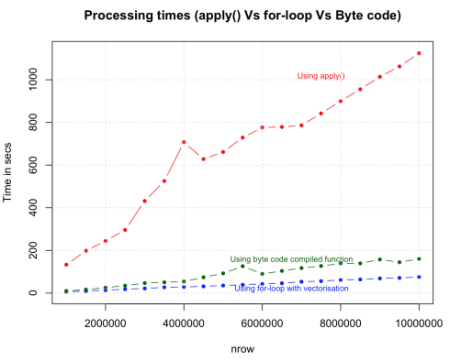 Processing times (apply() Vs for-loop Vs Byte code)
Time in secs
1000
800
600
400
200
0
Using apply()
Using byte code compiled function
Using for-loop with vectorisation
2000000 4000000 6000000 8000000 10000000
nrow